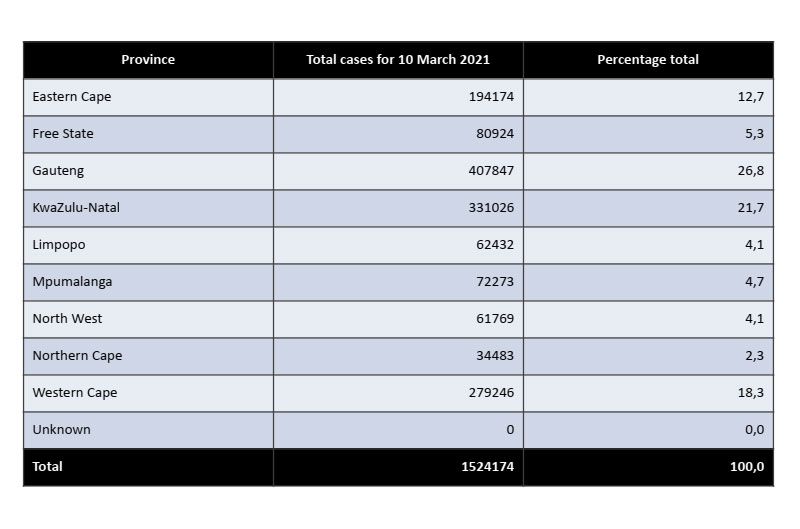 Province Total cases for 10 March 2021 Percentage total
Eastern Cape 194174 12,7
Free State 80924 5,3
Gauteng 407847 26,8
KwaZulu-Natal 331026 21,7
Limpopo 62432 4,1
Mpumalanga 72273 4,7
North West 61769 4,1
Northern Cape 34483 2,3
Western Cape 279246 18,3
Unknown 0 0,0
Total 1524174 100,0